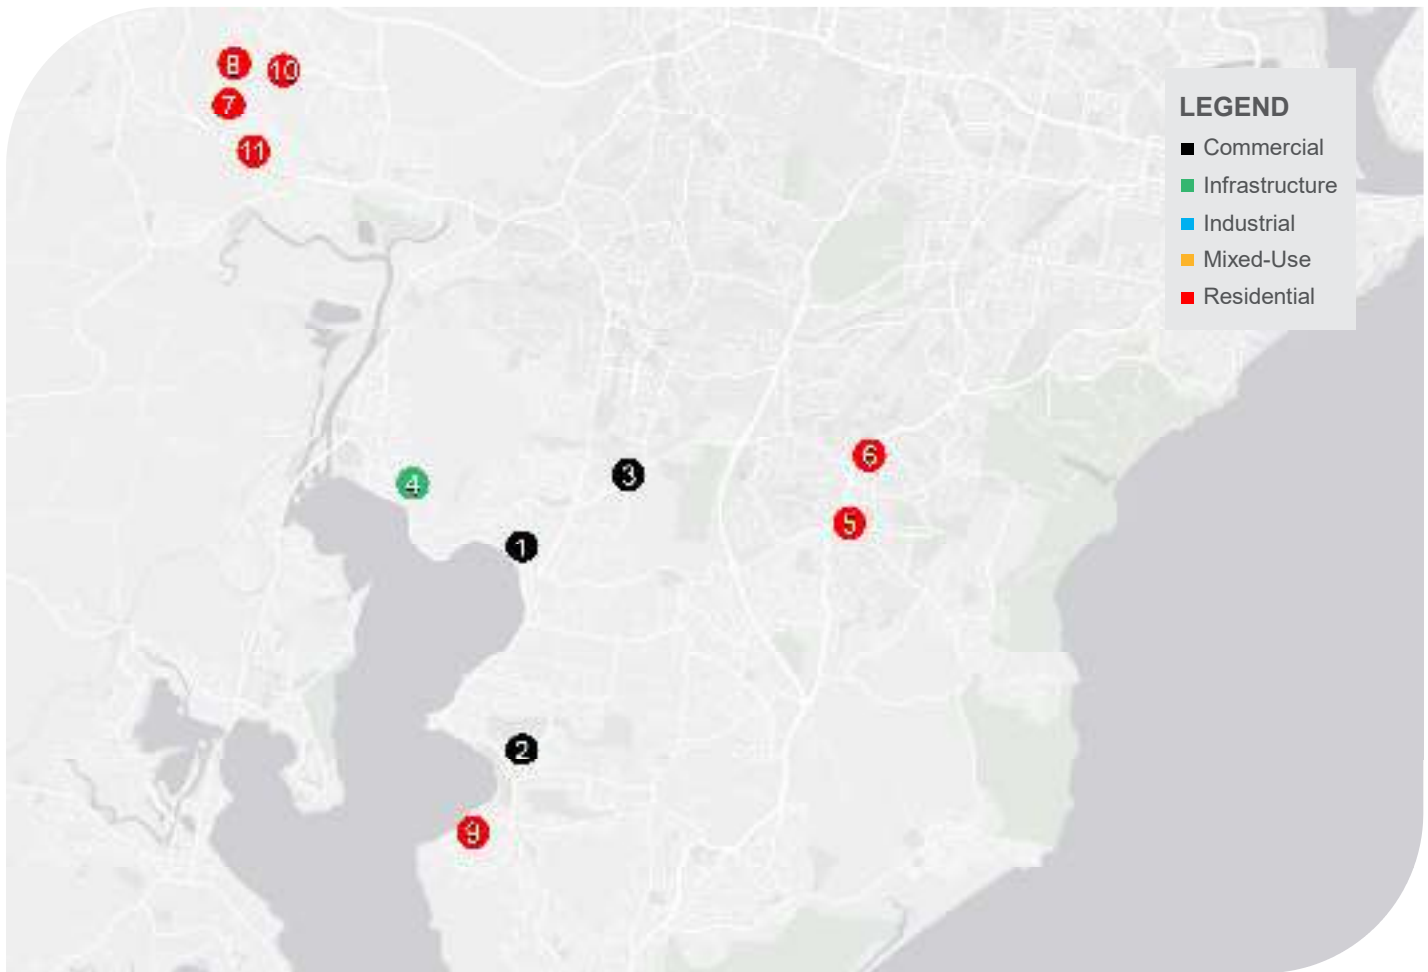 8
10
7
11
LEGEND
Commercial
Infrastructure
Industrial
Mixed-Use
Residential
6
3
4
5
1
2
9